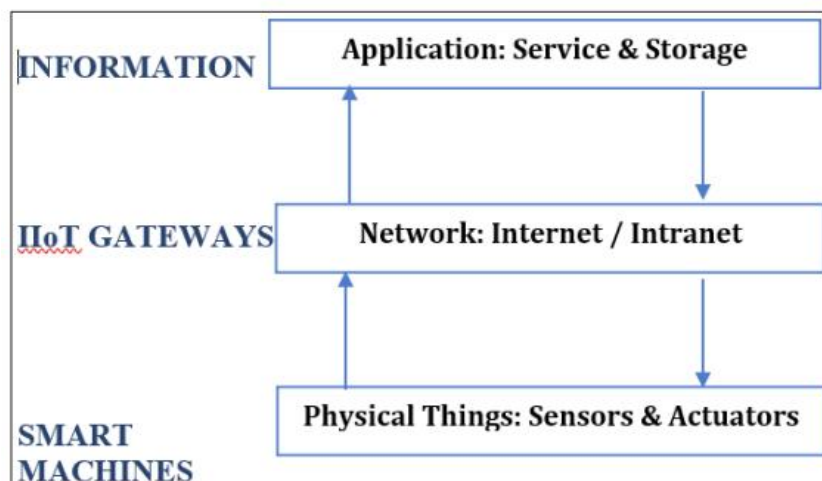 INFORMATION
Application: Service & Storage
IIoT GATEWAYS
Network: Internet / Intranet
Physical Things: Sensors & Actuators
SMART
MACHINES